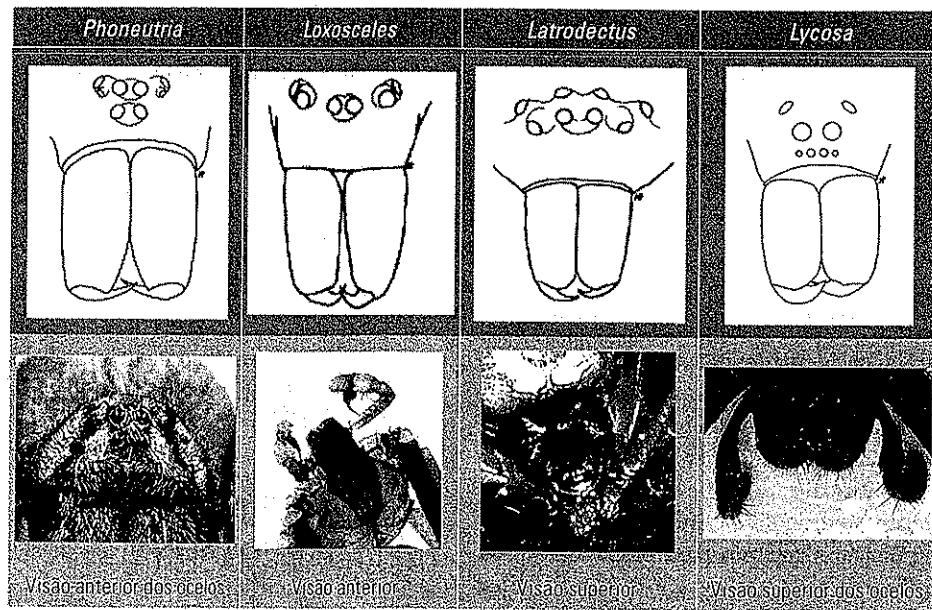 Phoneutria
Loxosceles
Latrodectus
Lycosa
Visão anterior dos ocelos
Visão anterior
Visão superior
Visão superior dos ocelos